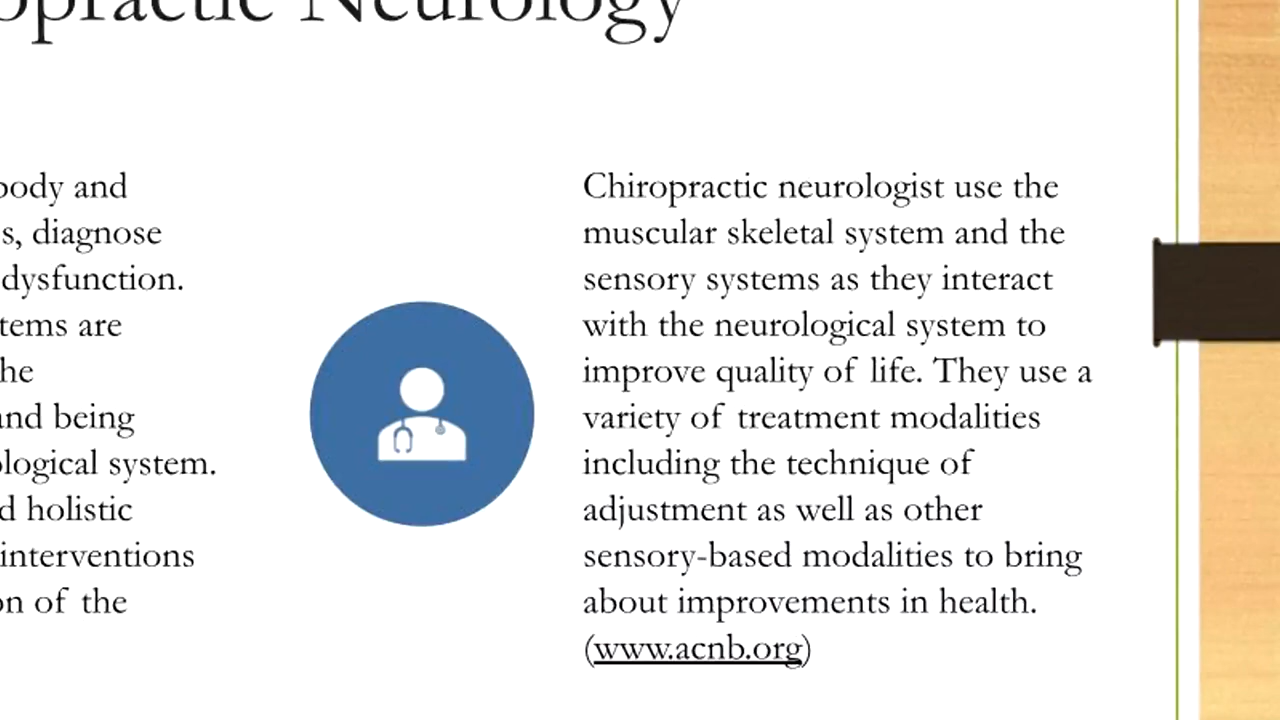 opractic Neurology
body and
s, diagnose
dysfunction.
tems are
he
and being
ological system.
d holistic
interventions
on of the
Chiropractic neurologist use the
muscular skeletal system and the
sensory systems as they interact
with the neurological system to
improve quality of life. They use a
variety of treatment modalities
including the technique of
adjustment as well as other
sensory-based modalities to bring
about improvements in health.
(www.acnb.org)